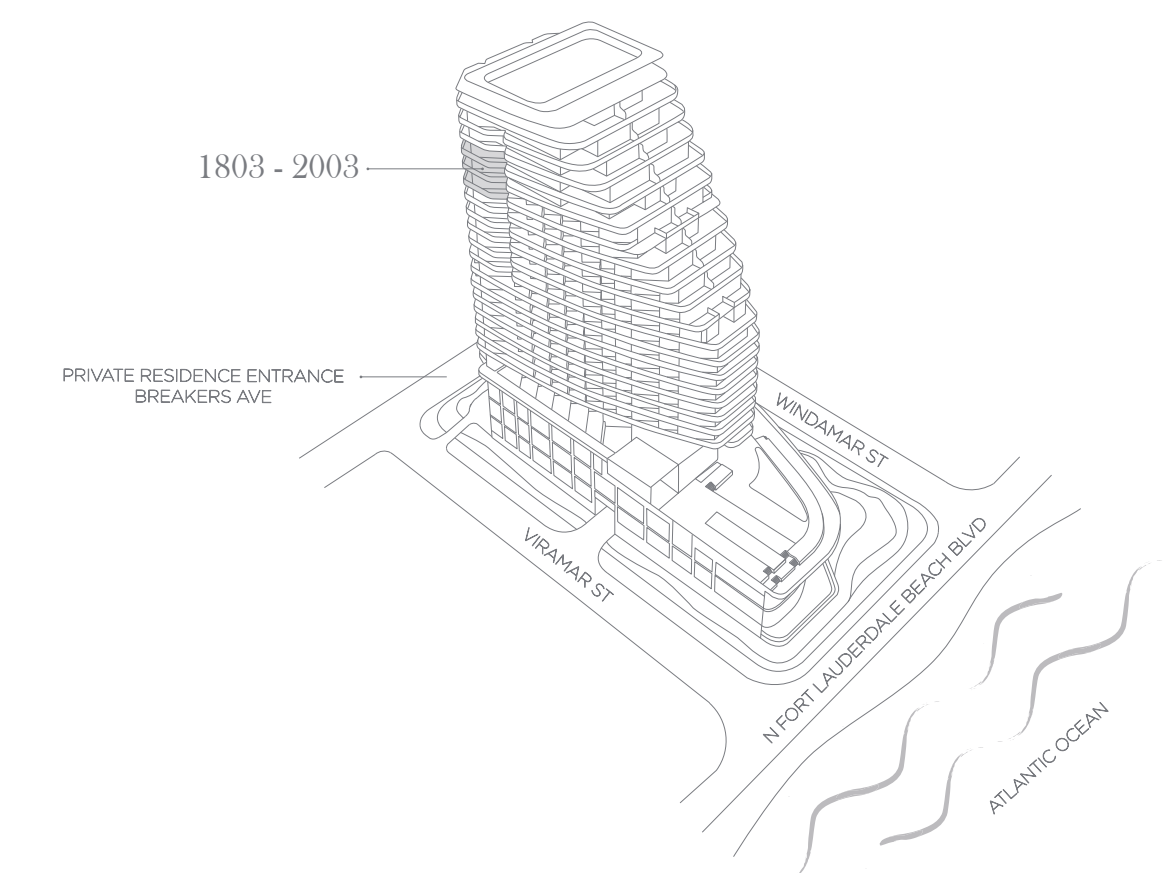 1803 - 2003
PRIVATE RESIDENCE ENTRANCE
BREAKERS AVE
WINDAMAR ST
VIRAMAR ST
N FORT LAUDERDALE BEACH BLVD
ATLANTIC OCEAN